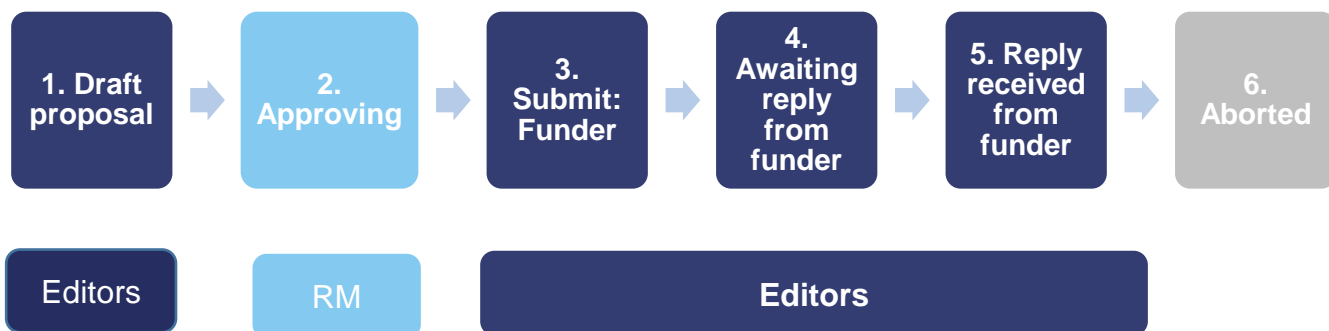 1. Draft
proposal
2.
Approving
3.
Submit:
Funder
4.
Awaiting
reply
from
funder
5. Reply
received
from
funder
6.
Aborted
Editors
RM
Editors